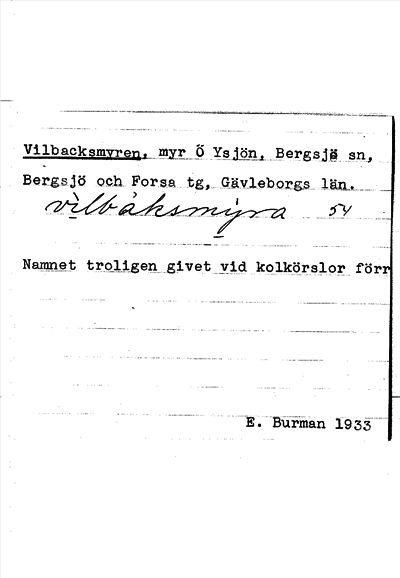 Vilbacksmyren, myr Ö Ysjön, Bergsjö sn,
Bergsjö och Forsa tg, Gävleborgs län.
vìlbàksmyra 54
Namnet troligen givet vid kolkörslor förr
E. Burman 1933